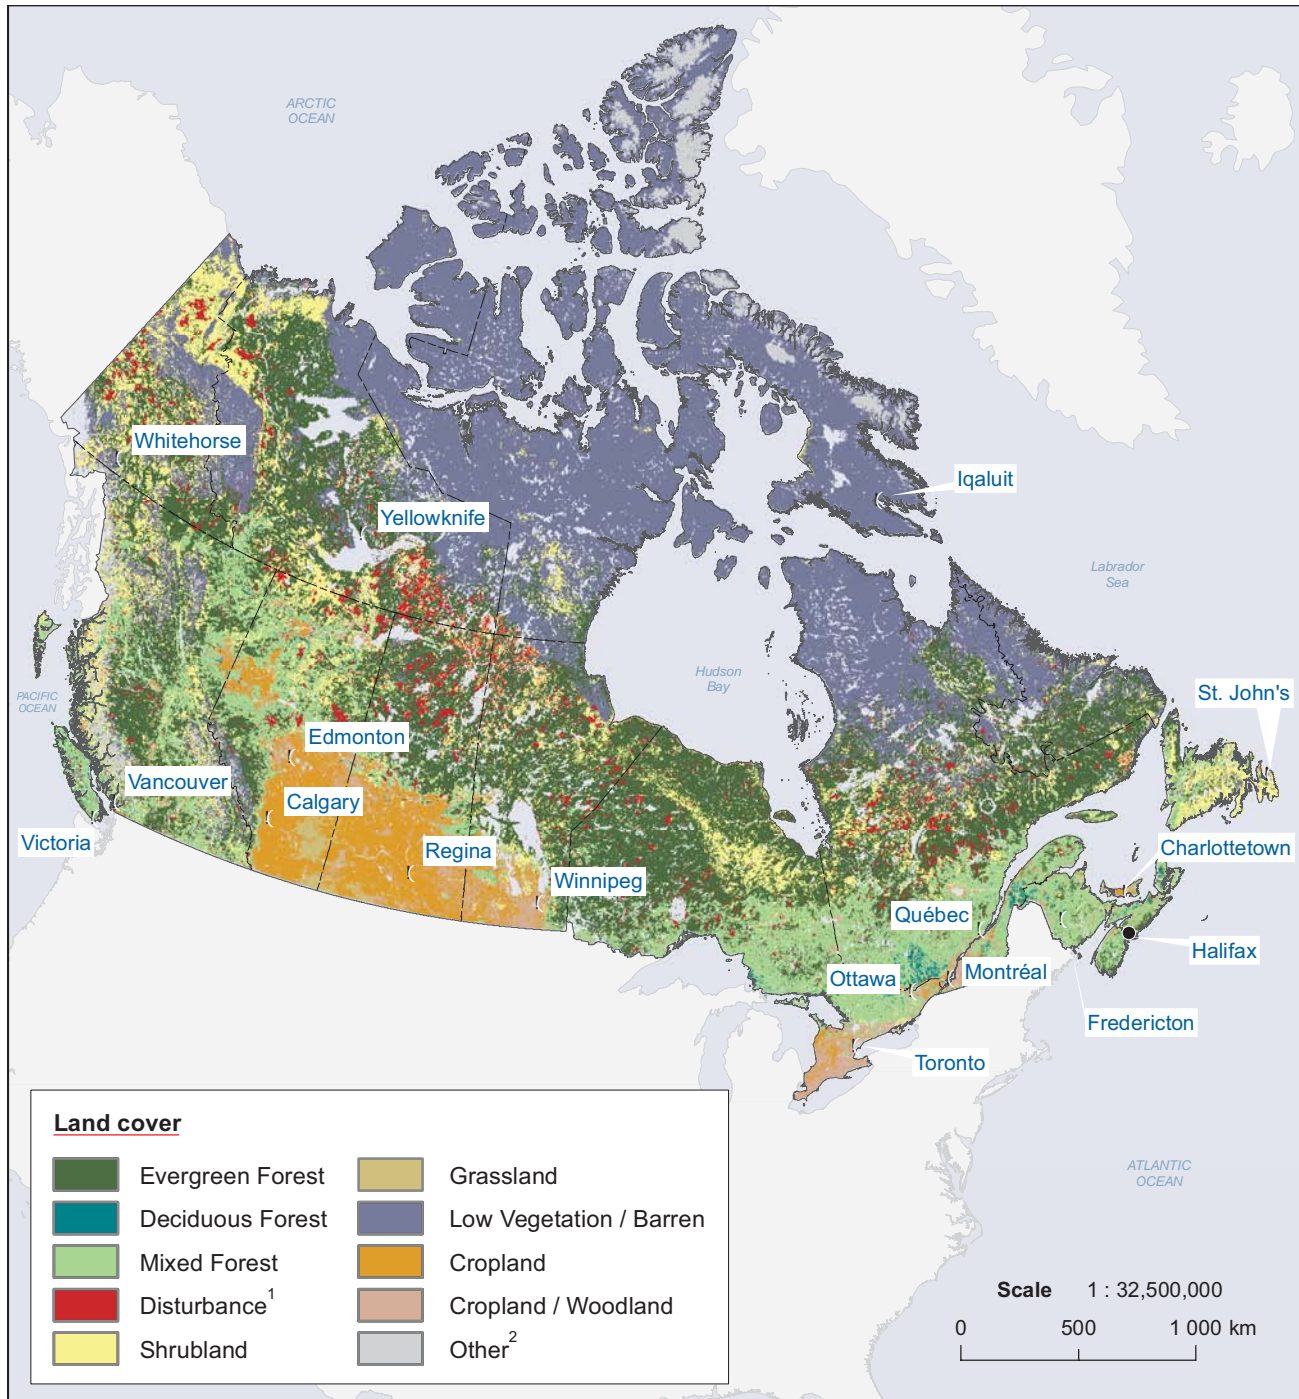 ARCTIC
OCEAN
Whitehorse
Yellowknife
Iqaluit
Labrador
Sea
Hudson
Bay
PACIFIC
OCEAN
St. John's
Edmonton
Vancouver
Calgary
Victoria
Regina
Winnipeg
Charlottetown
Québec
Halifax
Ottawa
Montréal
Fredericton
Toronto
ATLANTIC
OCEAN
Land cover
Evergreen Forest
Deciduous Forest
Mixed Forest
Disturbance¹
Shrubland
Grassland
Low Vegetation / Barren
Cropland
Cropland / Woodland
Other²
Scale 1 : 32,500,000
0 500 1 000 km